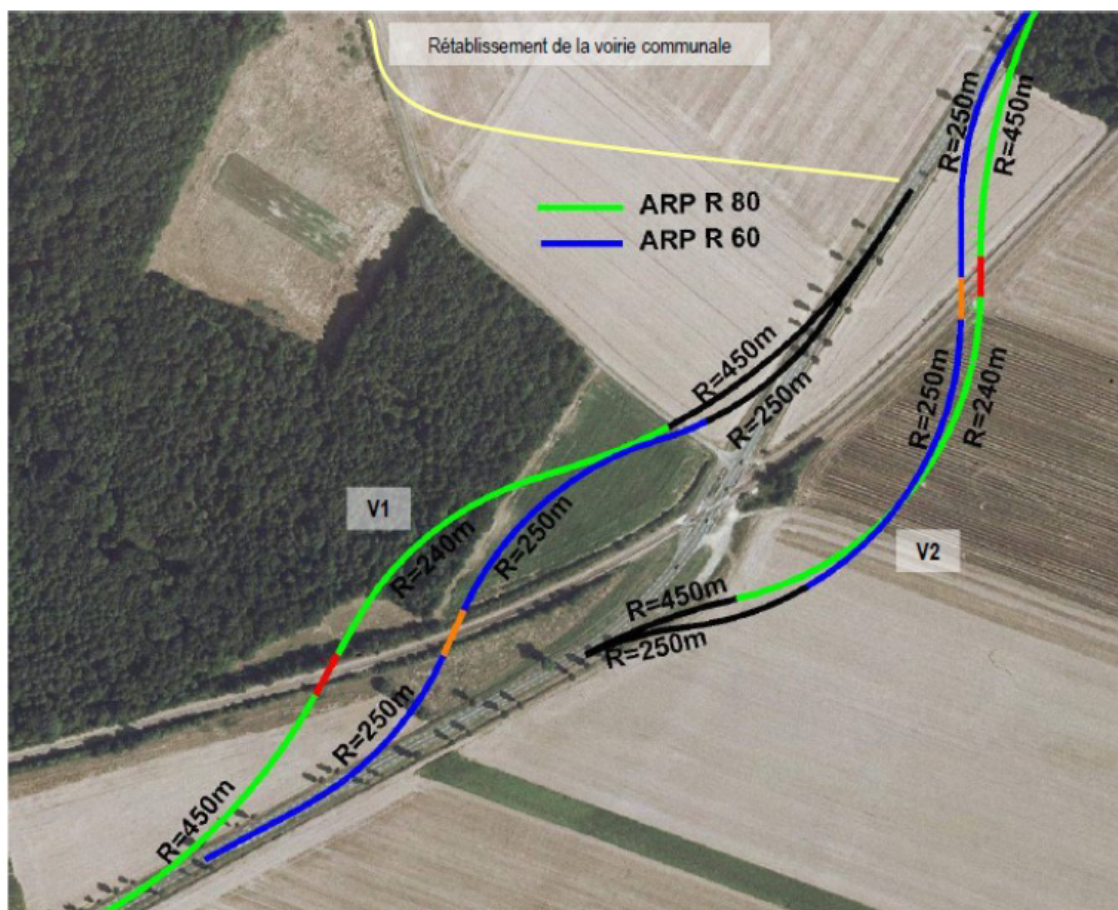 Rétablissement de la voirie communale
R=250m
R=450m
ARP R 80
ARP R 60
R=450m
R=250m
R=250m
R=240m
V1
R=250m
R=240m
V2
R=450m
R=250m
R=250m
R=450m